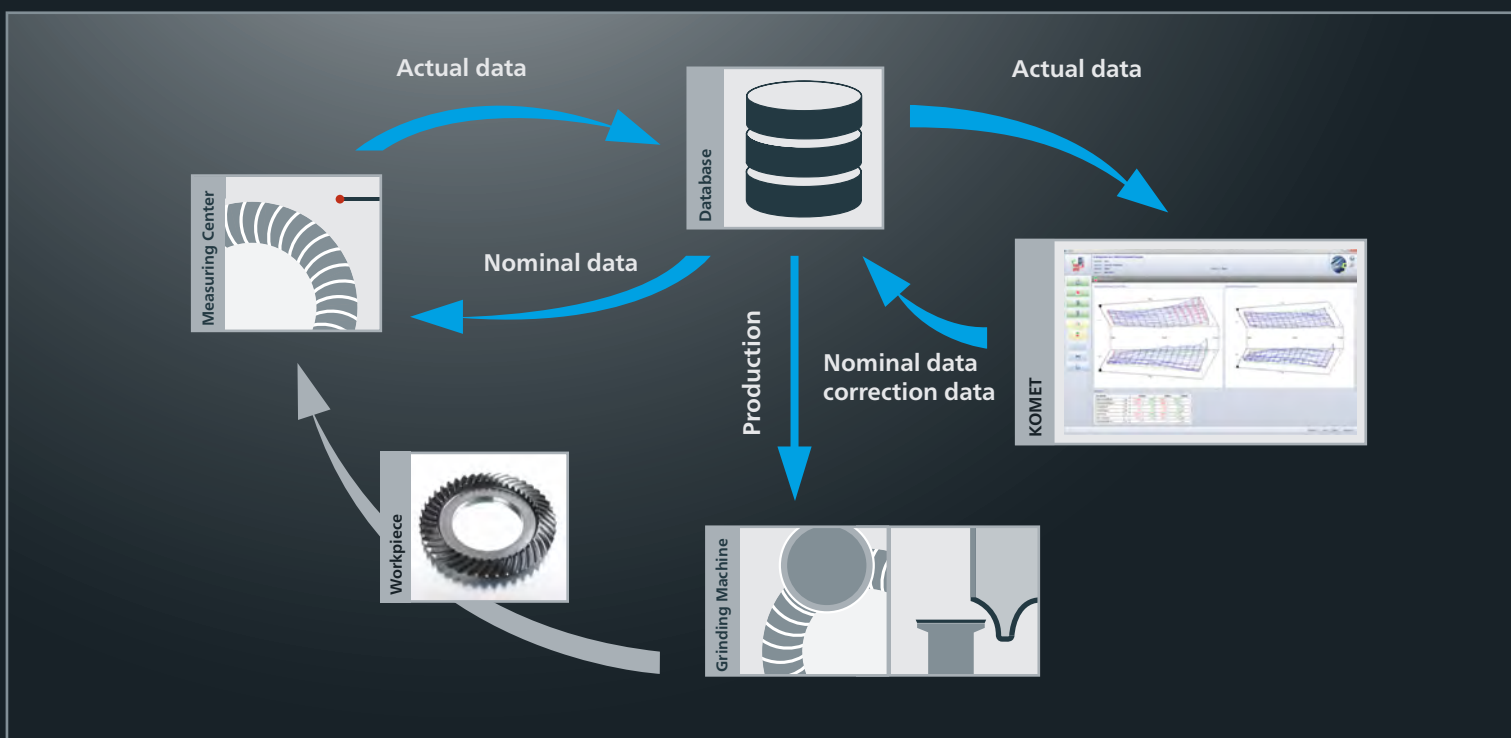 Actual data
Actual data
Database
Measuring Center
Nominal data
Production
Nominal data
correction data
KOMET
Workpiece
Grinding Machine